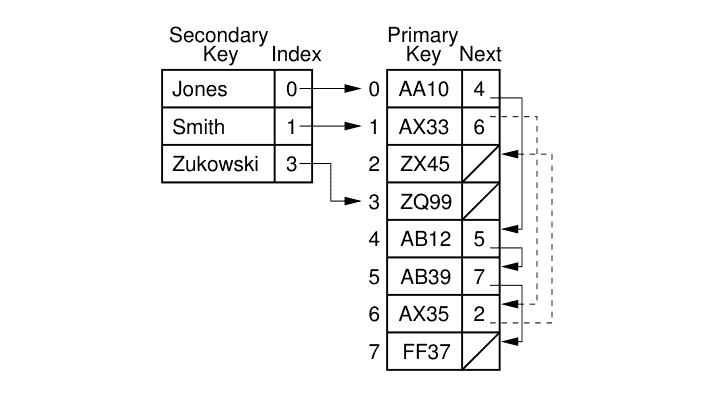 Secondary Key Index
Jones 0
Smith 1
Zukowski 3
Primary Key Next
0 AA10 4
1 AX33 6
2 ZX45
3 ZQ99
4 AB12 5
5 AB39 7
6 AX35 2
7 FF37